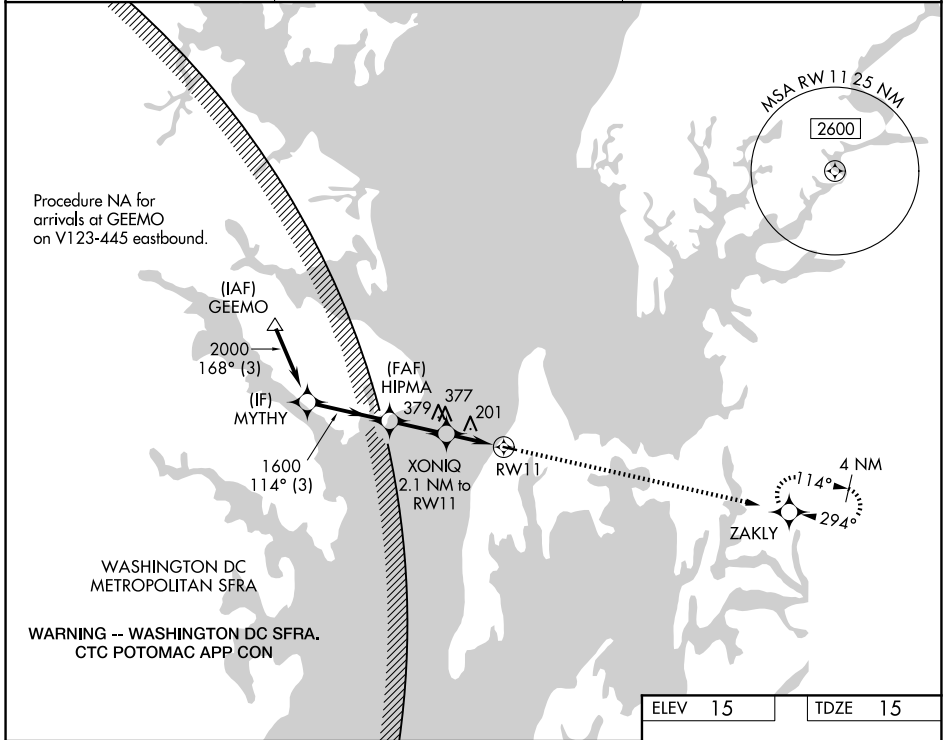 MSA RW 11 25 NM
2600
Procedure NA for
arrivals at GEEMO
on V123-445 eastbound.
(IAF)
GEEMO
2000
168° (3)
(IF)
MYTHY
1600
114° (3)
(FAF)
HIPMA
379
377
201
XONIQ
2.1 NM to
RW11
RW11
4 NM
114°
294°
ZAKLY
WASHINGTON DC
METROPOLITAN SFRA
WARNING -- WASHINGTON DC SFRA.
CTC POTOMAC APP CON
ELEV 15
TDZE 15